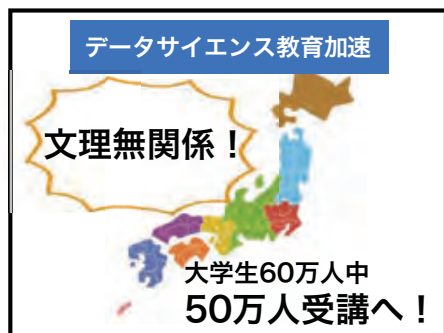 データサイエンス教育加速
文理無関係！
大学生60万人中
50万人受講へ！